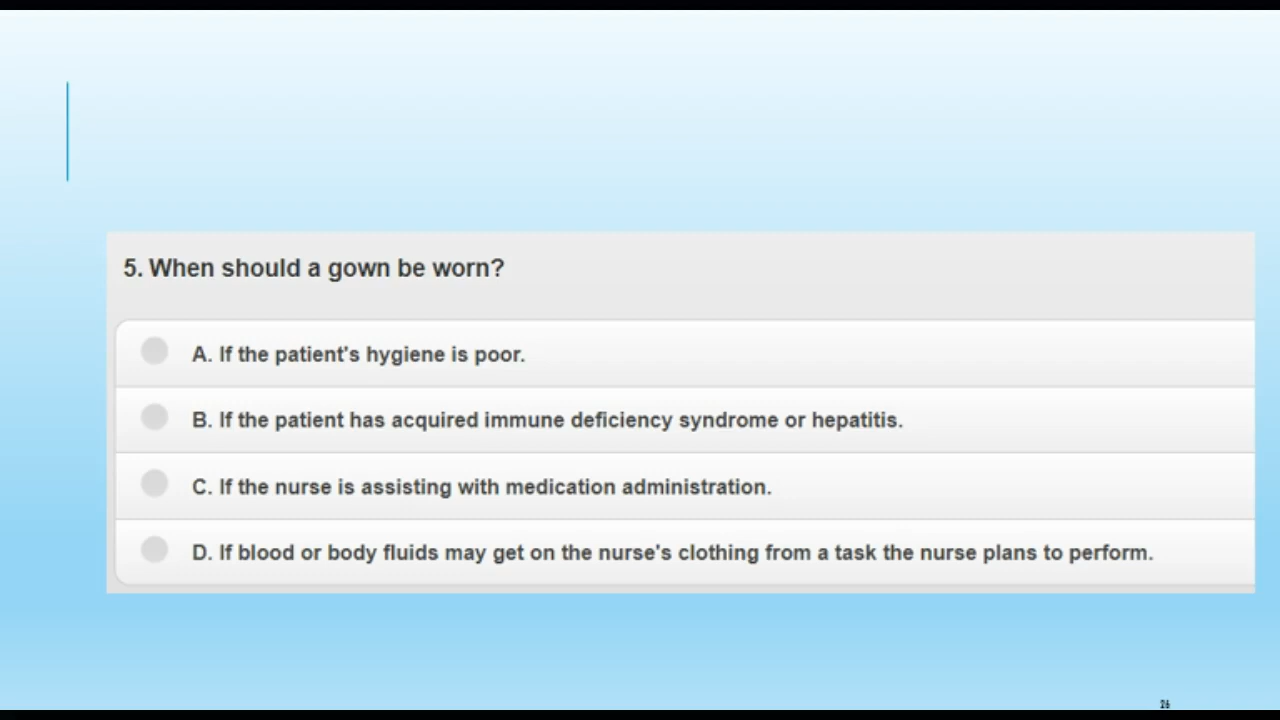 5. When should a gown be worn?
A. If the patient's hygiene is poor.
B. If the patient has acquired immune deficiency syndrome or hepatitis.
C. If the nurse is assisting with medication administration.
D. If blood or body fluids may get on the nurse's clothing from a task the nurse plans to perform.
26